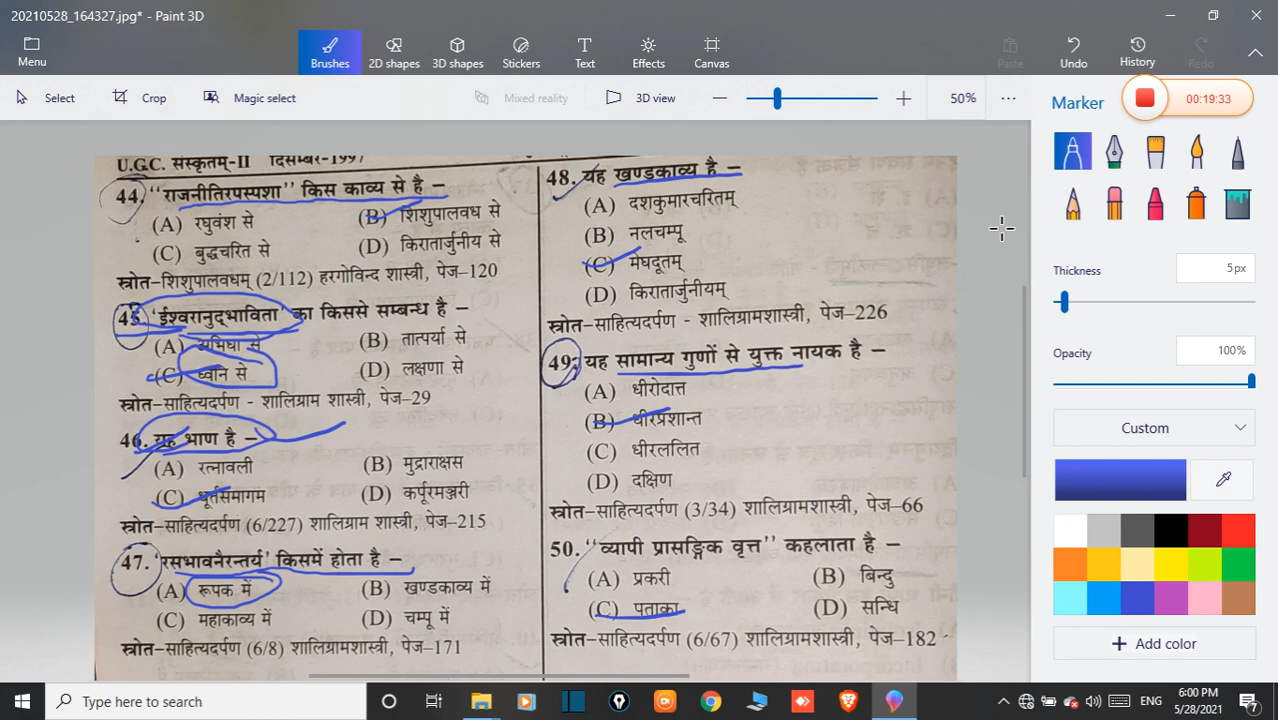 20210528_164327.jpg* - Paint 3D
Menu
Brushes
2D shapes
3D shapes
Stickers
Text
Effects
Canvas
Paste
Undo
History
Redo
Select
Crop
Magic select
Mixed reality
3D view
50%
Marker
00:19:33
Thickness
5px
Opacity
100%
Custom
Add color
U.G.C. संस्कृतम्-II दिसम्बर-1997
44. "राजनीतिरपस्पशा" किस काव्य से है –
(A) रघुवंश से (B) शिशुपालवध से
(C) बुद्धचरित से (D) किरातार्जुनीय से
स्रोत–शिशुपालवधम् (2/112) हरगोविन्द शास्त्री, पेज–120
45. 'ईश्वरानुद्भाविता' का किससे सम्बन्ध है –
(A) अभिधा से (B) तात्पर्या से
(C) ध्वनि से (D) लक्षणा से
स्रोत–साहित्यदर्पण - शालिग्राम शास्त्री, पेज–29
46. यह भाण है –
(A) रत्नावली (B) मुद्राराक्षस
(C) धूर्तसमागम (D) कर्पूरमञ्जरी
स्रोत–साहित्यदर्पण (6/227) शालिग्राम शास्त्री, पेज–215
47. 'रसभावनैरन्तर्य' किसमें होता है –
(A) रूपक में (B) खण्डकाव्य में
(C) महाकाव्य में (D) चम्पू में
स्रोत–साहित्यदर्पण (6/8) शालिग्रामशास्त्री, पेज–171
48. यह खण्डकाव्य है –
(A) दशकुमारचरितम्
(B) नलचम्पू
(C) मेघदूतम्
(D) किरातार्जुनीयम्
स्रोत–साहित्यदर्पण - शालिग्रामशास्त्री, पेज–226
49. यह सामान्य गुणों से युक्त नायक है –
(A) धीरोदात्त
(B) धीरप्रशान्त
(C) धीरललित
(D) दक्षिण
स्रोत–साहित्यदर्पण (3/34) शालिग्रामशास्त्री, पेज–66
50. "व्यापी प्रासङ्गिक वृत्त" कहलाता है –
(A) प्रकरी (B) बिन्दु
(C) पताका (D) सन्धि
स्रोत–साहित्यदर्पण (6/67) शालिग्रामशास्त्री, पेज–182
Type here to search
ENG
6:00 PM
5/28/2021
7